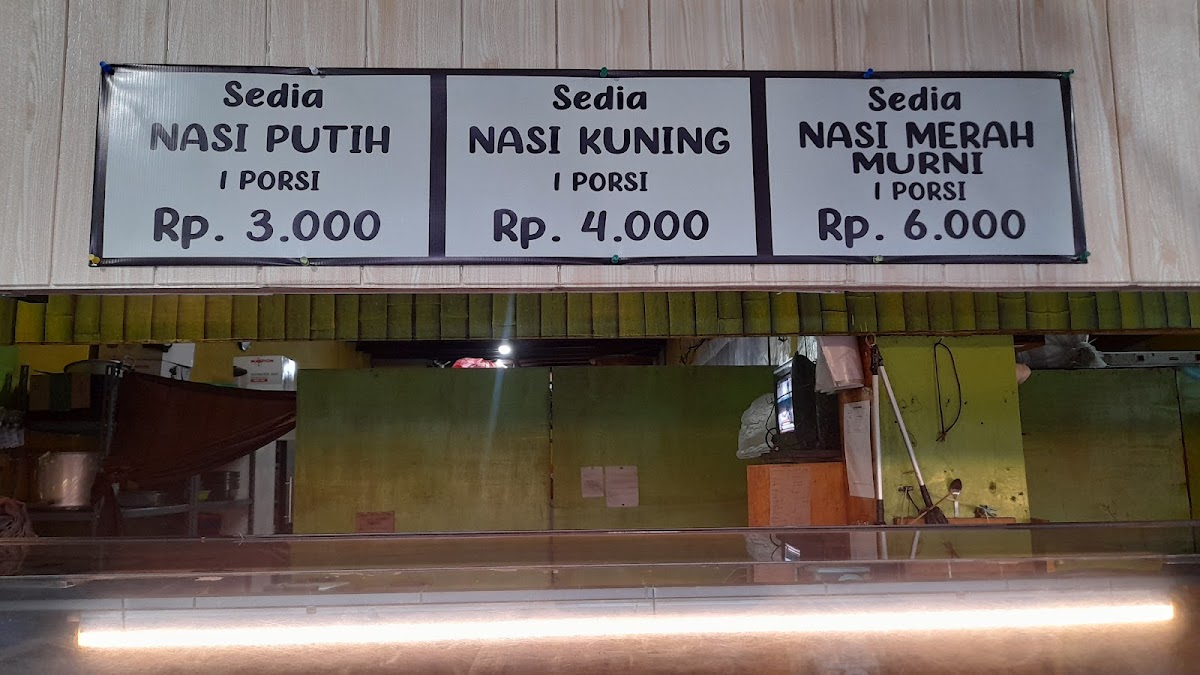 Sedia
NASI PUTIH
1 PORSI
Rp. 3.000
Sedia
NASI KUNING
1 PORSI
Rp. 4.000
Sedia
NASI MERAH
MURNI
1 PORSI
Rp. 6.000